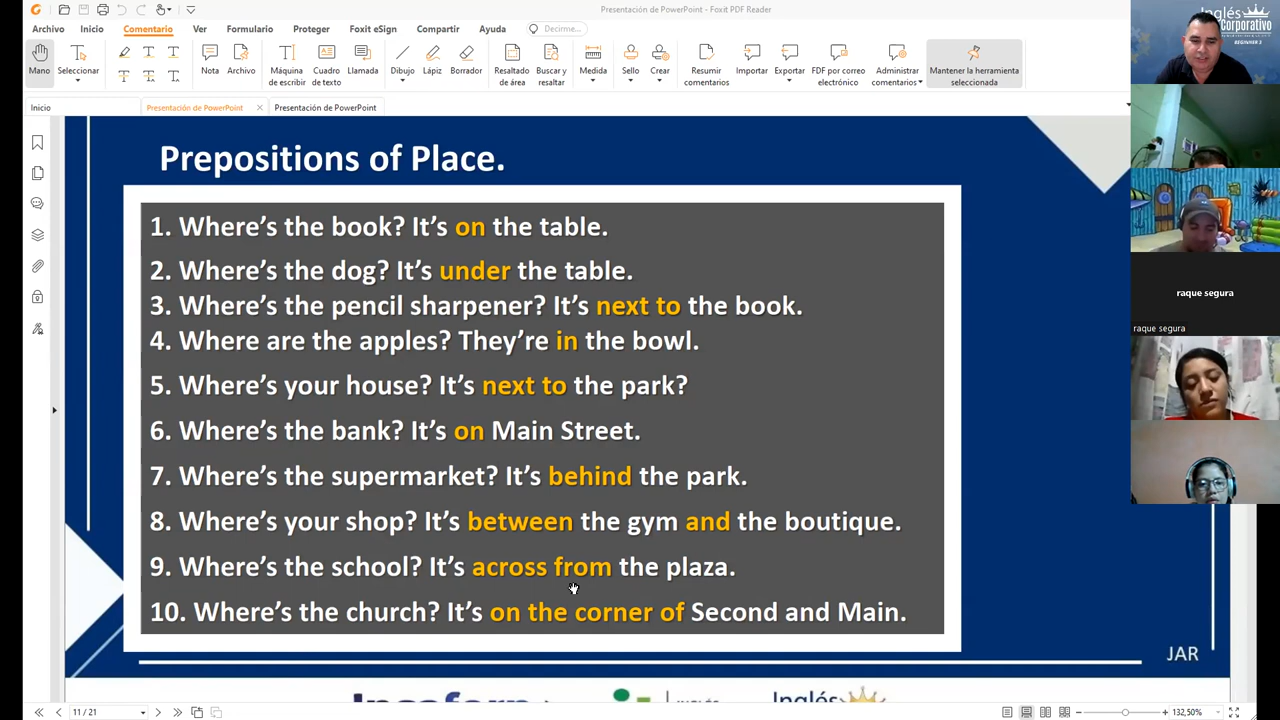 Presentación de PowerPoint - Foxit PDF Reader
Archivo Inicio Comentario Ver Formulario Proteger Foxit eSign Compartir Ayuda Decirme...
Mano Seleccionar Nota Archivo Máquina de escribir Cuadro de texto Llamada Dibujo Lápiz Borrador Resaltado de área Buscar y resaltar Medida Sello Crear Resumir comentarios Importar Exportar PDF por correo electrónico Administrar comentarios Mantener la herramienta seleccionada
Inicio Presentación de PowerPoint Presentación de PowerPoint
Prepositions of Place.
1. Where's the book? It's on the table.
2. Where's the dog? It's under the table.
3. Where's the pencil sharpener? It's next to the book.
4. Where are the apples? They're in the bowl.
5. Where's your house? It's next to the park?
6. Where's the bank? It's on Main Street.
7. Where's the supermarket? It's behind the park.
8. Where's your shop? It's between the gym and the boutique.
9. Where's the school? It's across from the plaza.
10. Where's the church? It's on the corner of Second and Main.
JAR
Inglés
Corporativo
BEGINNER 2
raque segura
raque segura
Inglés
11 / 21
132,50%